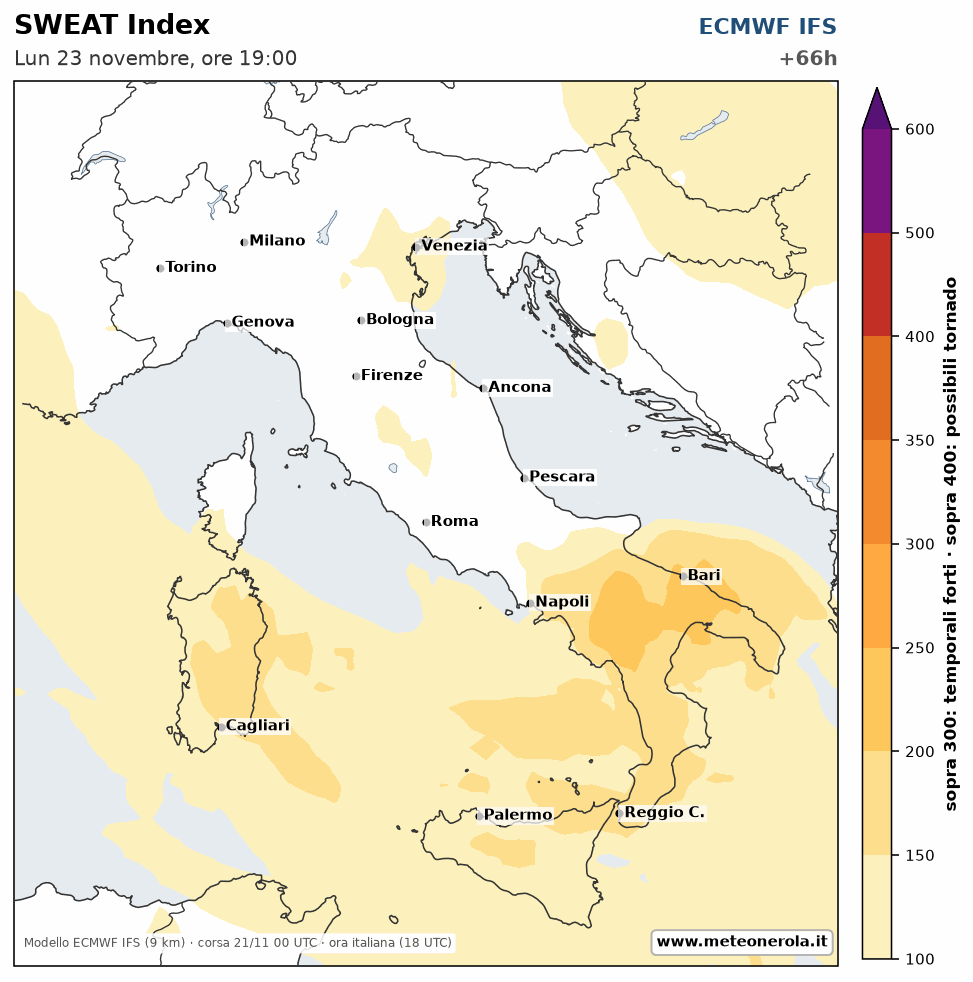 SWEAT Index
ECMWF IFS
Lun 23 novembre, ore 19:00
+66h
Milano
Venezia
Torino
Genova
Bologna
Firenze
Ancona
Pescara
Roma
Bari
Napoli
Cagliari
Palermo
Reggio C.
600
500
400
350
300
250
200
150
100
sopra 300: temporali forti · sopra 400: possibili tornado
Modello ECMWF IFS (9 km) · corsa 21/11 00 UTC · ora italiana (18 UTC)
www.meteonerola.it